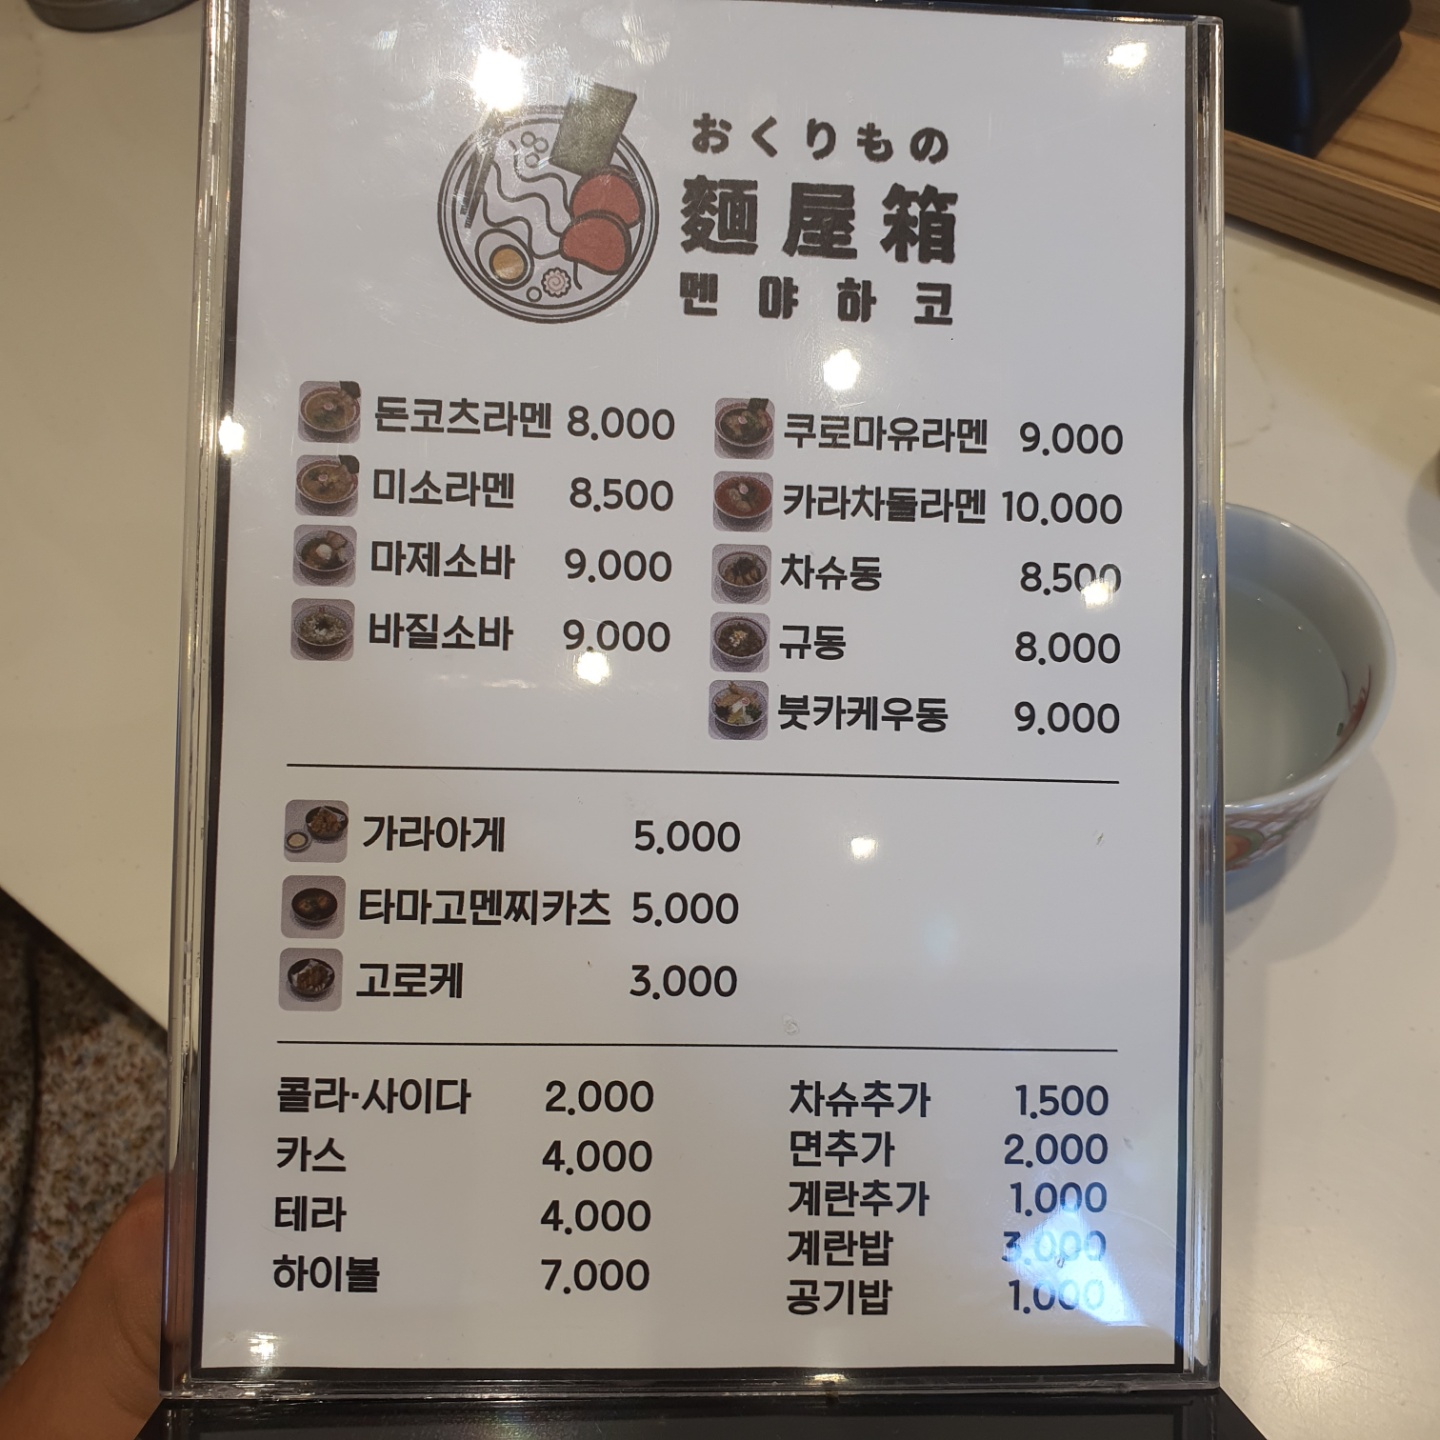 おくりもの
麵屋箱
멘야하코
돈코츠라멘 8.000
미소라멘 8.500
마제소바 9.000
바질소바 9.000
쿠로마유라멘 9.000
카라차돌라멘 10.000
차슈동 8.500
규동 8.000
붓카케우동 9.000
가라아게 5.000
타마고멘찌카츠 5.000
고로케 3.000
콜라·사이다 2.000
카스 4.000
테라 4.000
하이볼 7.000
차슈추가 1.500
면추가 2.000
계란추가 1.000
계란밥 3.000
공기밥 1.000